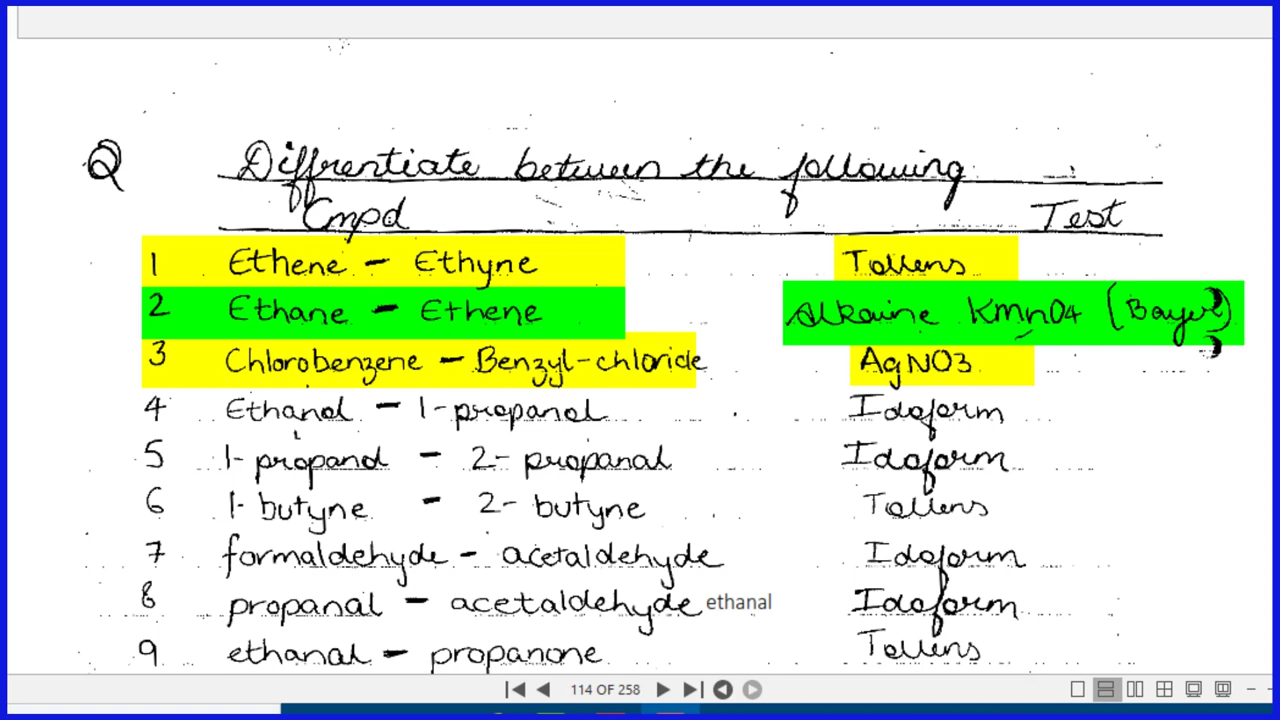 Q Diffrentiate between the following
Cmpd Test
1 Ethene - Ethyne Tollens
2 Ethane - Ethene Alkaine KMnO4 (Bayer)
3 Chlorobenzene - Benzyl-chloride AgNO3
4 Ethanol - 1-propanol Idoform
5 1-propanol - 2-propanol Idoform
6 1-butyne - 2-butyne Tollens
7 formaldehyde - acetaldehyde Idoform
8 propanal - acetaldehyde ethanal Idoform
9 ethanal - propanone Tollens
114 OF 258